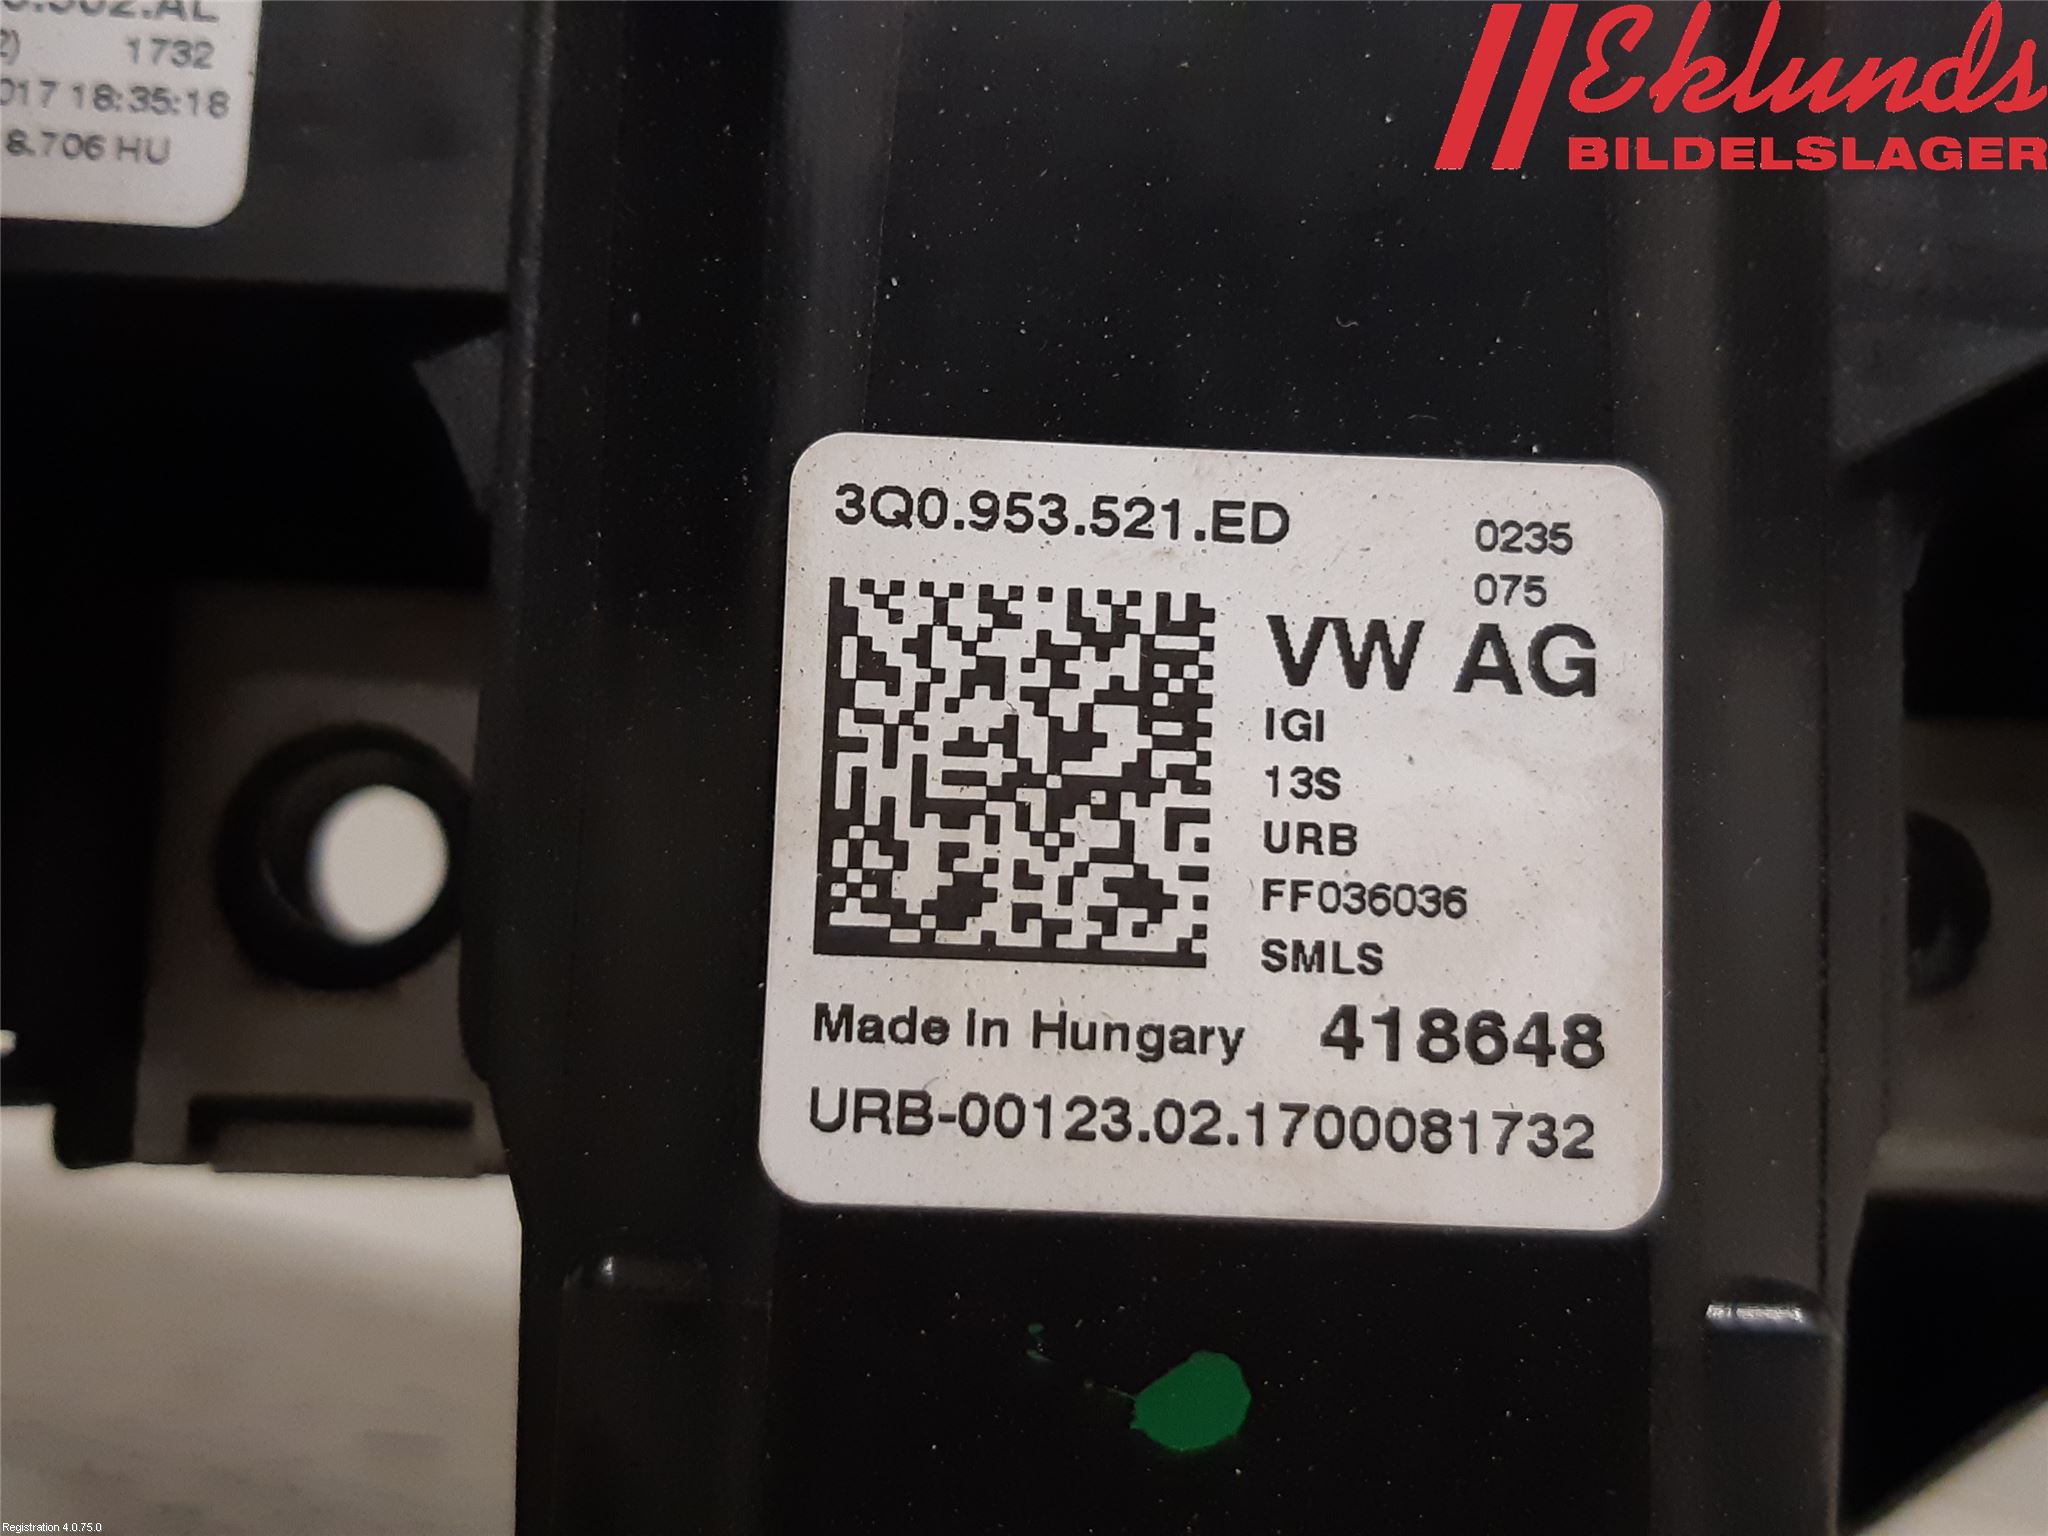 1732
18:35:18
8.706 HU
Eklunds
BILDELSLAGER
3Q0.953.521.ED
0235
075
VW AG
IGI
13S
URB
FF036036
SMLS
Made In Hungary 418648
URB-00123.02.1700081732
Registration 4.0.75.0